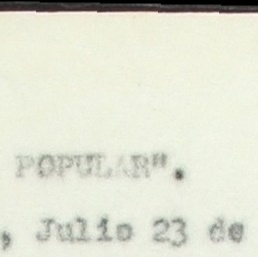 POPULAR".
, Julio 23 de